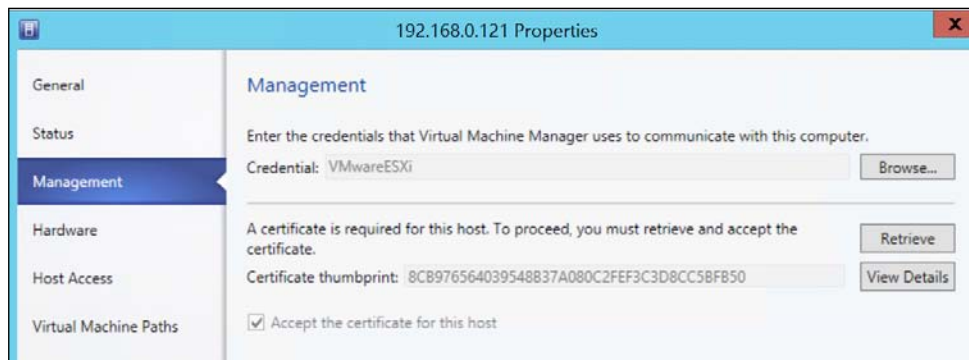 192.168.0.121 Properties
X
General
Status
Management
Hardware
Host Access
Virtual Machine Paths
Management
Enter the credentials that Virtual Machine Manager uses to communicate with this computer.
Credential: VMwareESXi
Browse...
A certificate is required for this host. To proceed, you must retrieve and accept the
certificate.
Retrieve
Certificate thumbprint: 8CB976564039548B37A080C2FEF3C3D8CC5BFB50
View Details
Accept the certificate for this host